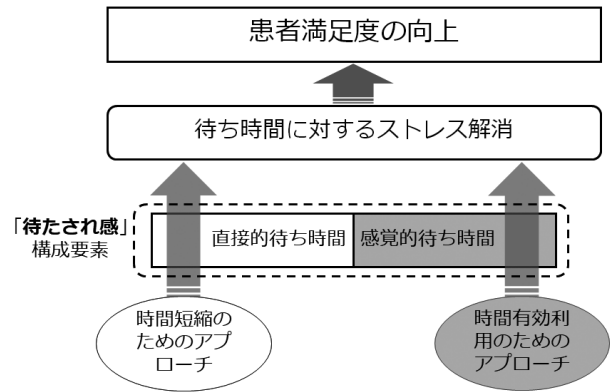 患者満足度の向上
待ち時間に対するストレス解消
「待たされ感」
構成要素
直接的待ち時間
感覚的待ち時間
時間短縮の
ためのアプ
ローチ
時間有効利
用のための
アプローチ